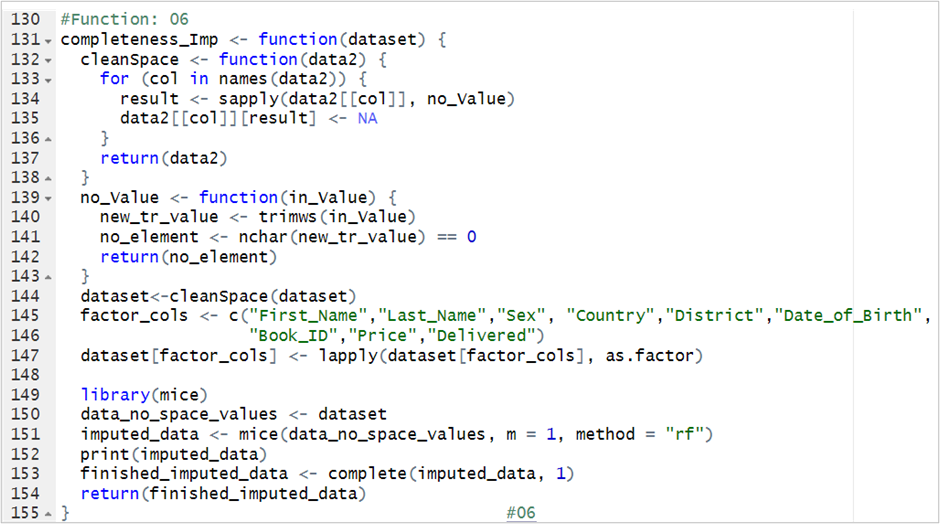 130 #Function: 06
131 completeness_Imp <- function(dataset) {
132 cleanSpace <- function(data2) {
133 for (col in names(data2)) {
134 result <- sapply(data2[[col]], no_Value)
135 data2[[col]][result] <- NA
136 }
137 return(data2)
138 }
139 no_Value <- function(in_Value) {
140 new_tr_value <- trimws(in_Value)
141 no_element <- nchar(new_tr_value) == 0
142 return(no_element)
143 }
144 dataset<-cleanSpace(dataset)
145 factor_cols <- c("First_Name","Last_Name","Sex", "Country","District","Date_of_Birth",
146 "Book_ID","Price","Delivered")
147 dataset[factor_cols] <- lapply(dataset[factor_cols], as.factor)
148
149 library(mice)
150 data_no_space_values <- dataset
151 imputed_data <- mice(data_no_space_values, m = 1, method = "rf")
152 print(imputed_data)
153 finished_imputed_data <- complete(imputed_data, 1)
154 return(finished_imputed_data)
155 } #06